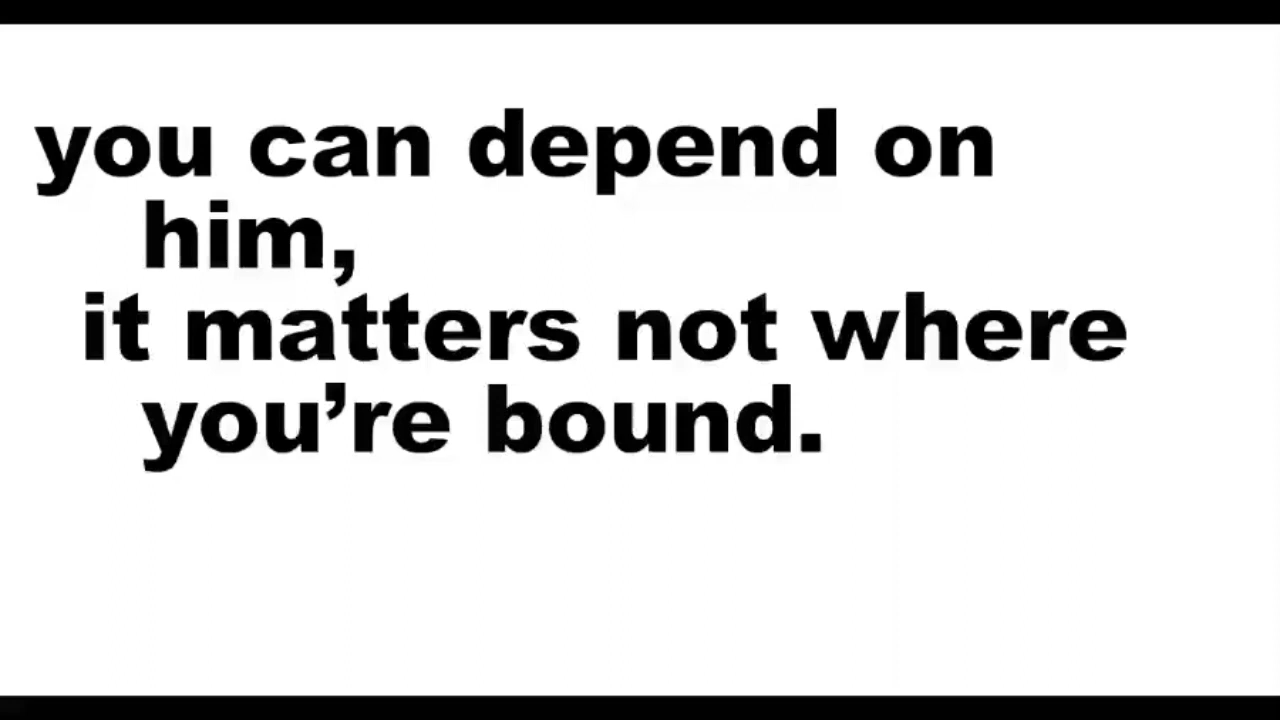 you can depend on
him,
it matters not where
you’re bound.